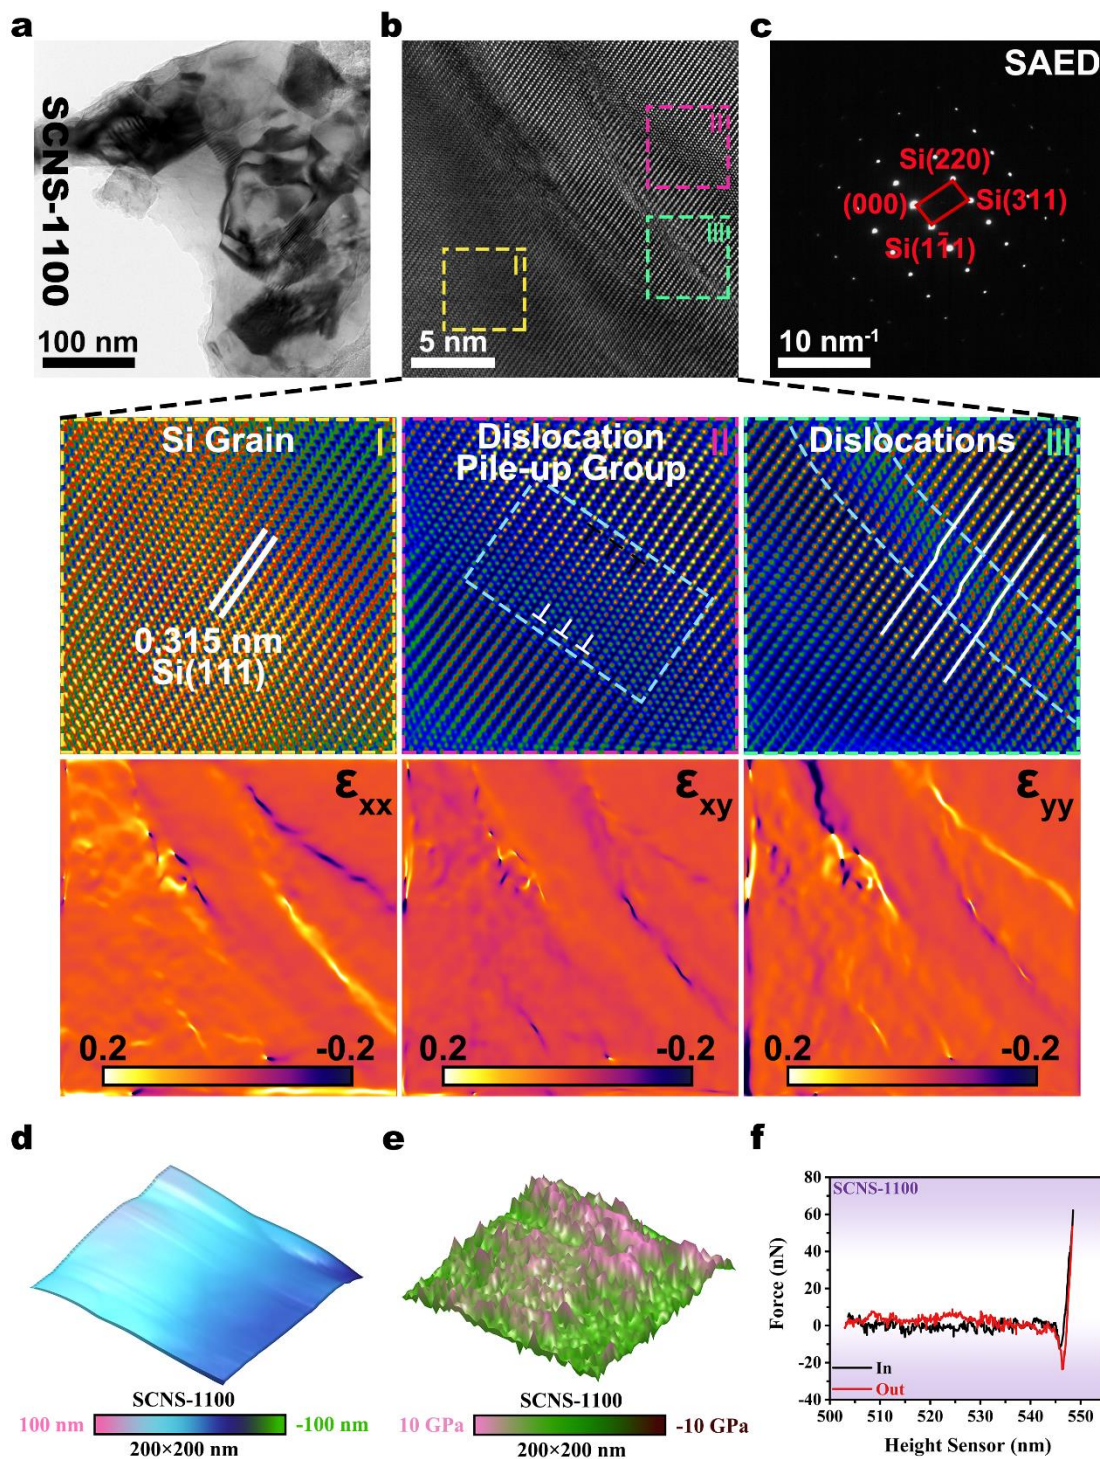 a
b
c
SCNS-1100
100 nm
I
II
III
5 nm
SAED
Si(220)
(000)
Si(311)
Si(11̄1)
10 nm⁻¹
Si Grain
I
0.315 nm
Si(111)
Dislocation
Pile-up Group
II
Dislocations
III
εxx
0.2 -0.2
εxy
0.2 -0.2
εyy
0.2 -0.2
d
e
f
SCNS-1100
100 nm -100 nm
200×200 nm
SCNS-1100
10 GPa -10 GPa
200×200 nm
SCNS-1100
Force (nN)
80
60
40
20
0
-20
-40
In
Out
500 510 520 530 540 550
Height Sensor (nm)